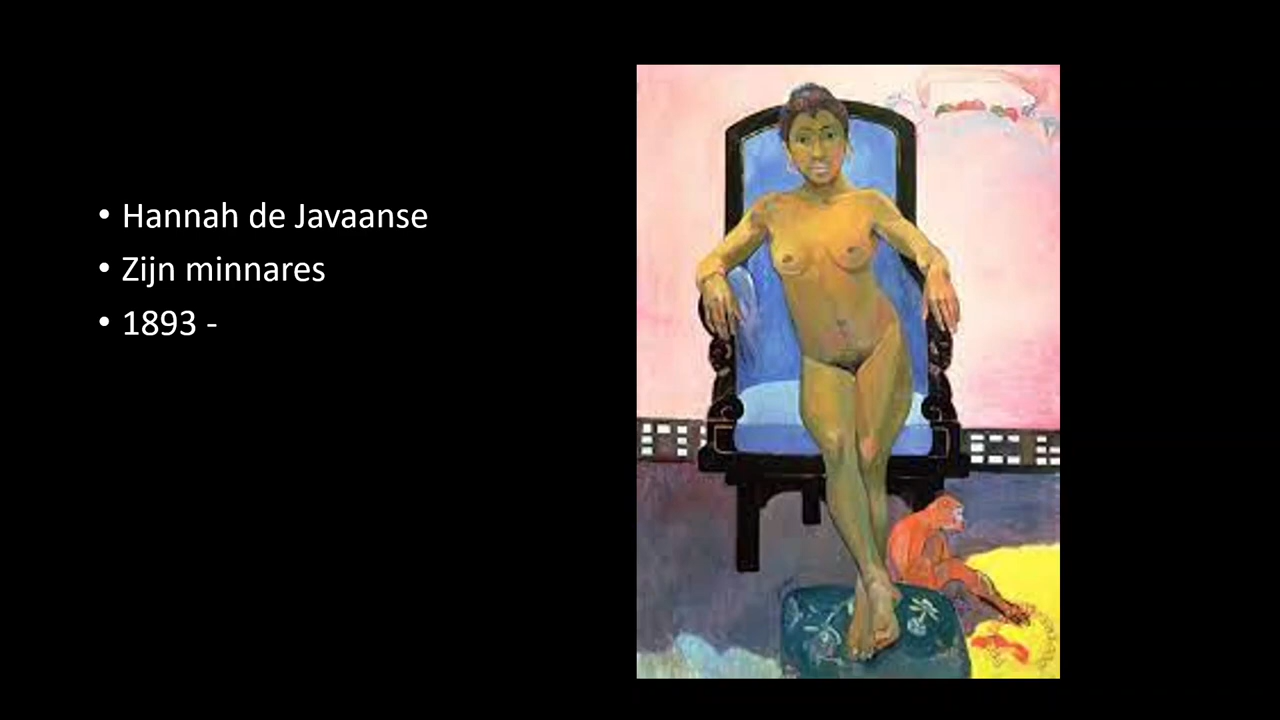 • Hannah de Javaanse
• Zijn minnares
• 1893 -